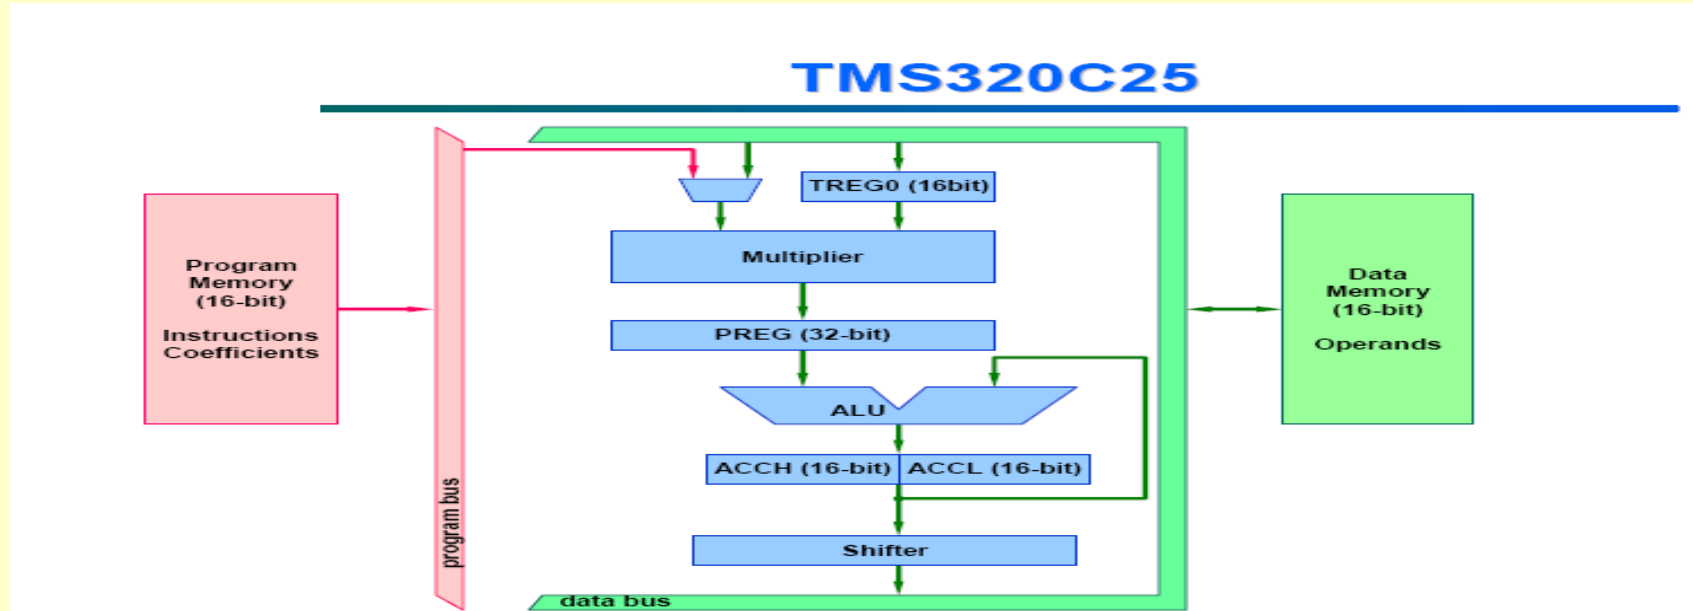 TMS320C25
TREG0 (16bit)
Multiplier
Program
Memory
(16-bit)
Instructions
Coefficients
Data
Memory
(16-bit)
Operands
PREG (32-bit)
ALU
ACCH (16-bit)
ACCL (16-bit)
program bus
Shifter
data bus